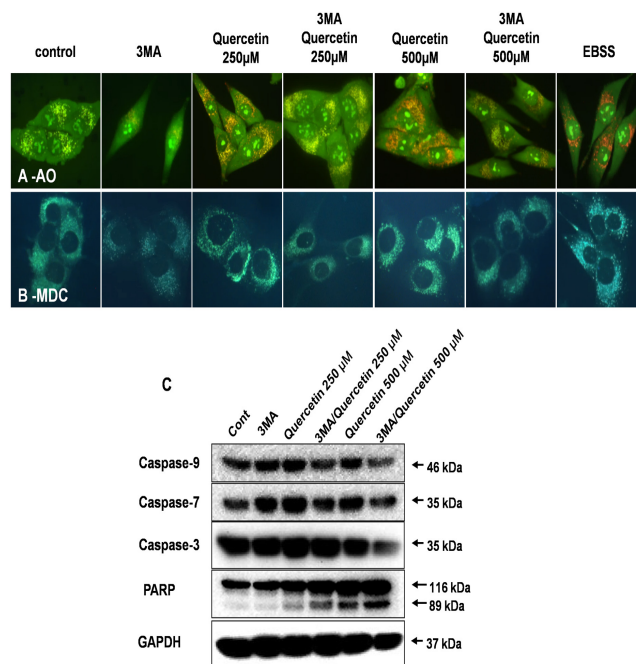 control 3MA Quercetin 250µM 3MA Quercetin 250µM Quercetin 500µM 3MA Quercetin 500µM EBSS
A -AO
B -MDC
C
Cont 3MA Quercetin 250 µM 3MA/Quercetin 250 µM Quercetin 500 µM 3MA/Quercetin 500 µM
Caspase-9 46 kDa
Caspase-7 35 kDa
Caspase-3 35 kDa
PARP 116 kDa
89 kDa
GAPDH 37 kDa